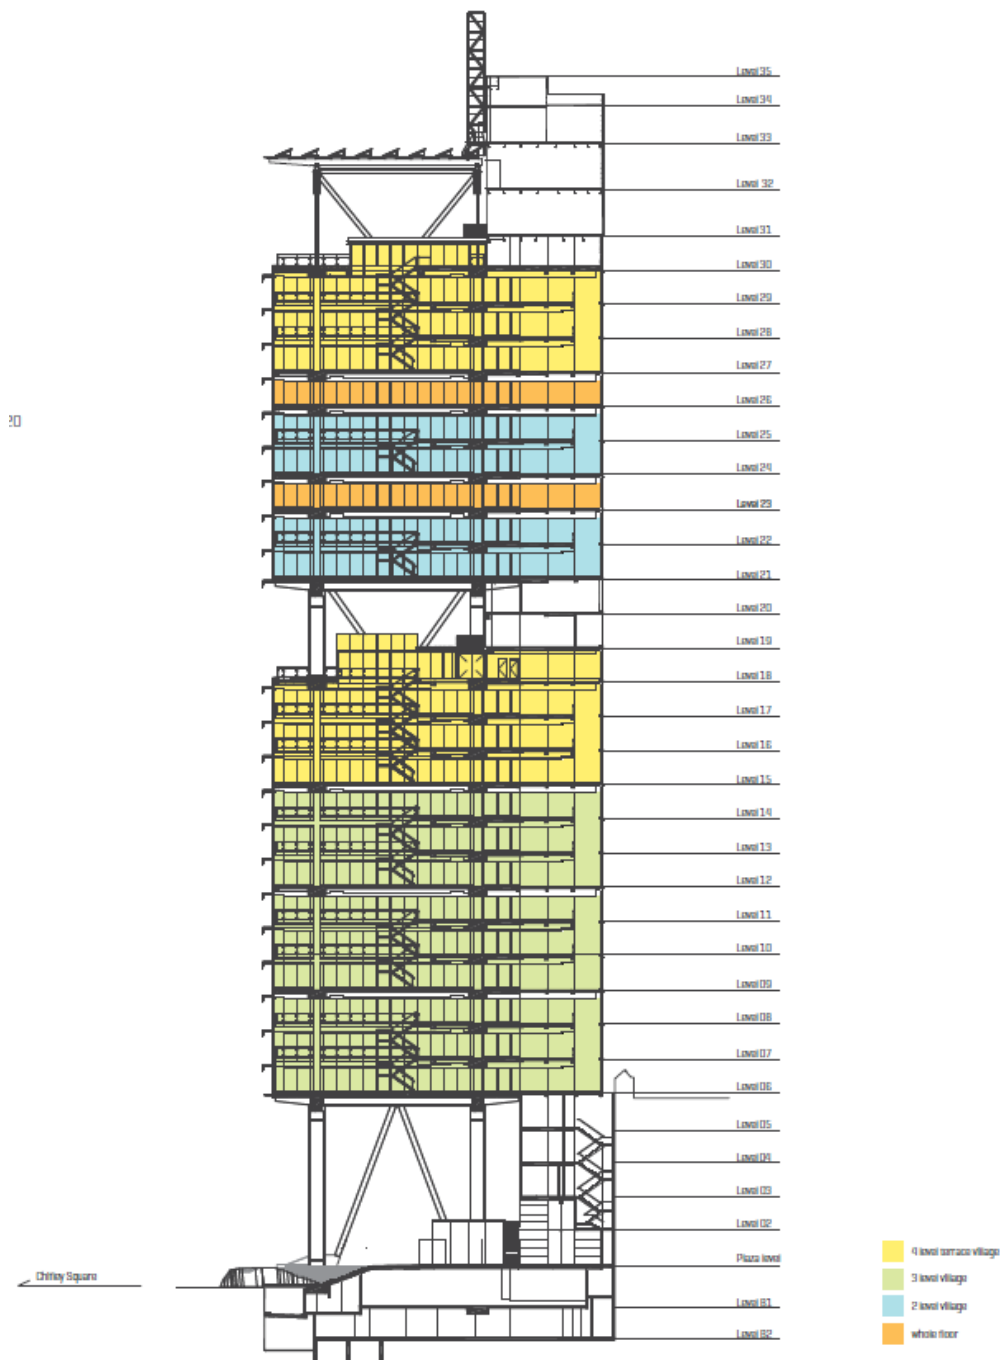 Level 35
Level 34
Level 33
Level 32
Level 31
Level 30
Level 29
Level 28
Level 27
Level 26
20
Level 25
Level 24
Level 23
Level 22
Level 21
Level 20
Level 19
Level 18
Level 17
Level 16
Level 15
Level 14
Level 13
Level 12
Level 11
Level 10
Level 09
Level 08
Level 07
Level 06
Level 05
Level 04
Level 03
Level 02
Plaza level
Chifley Square
Level B1
Level B2
4 level terrace village
3 level village
2 level village
whole floor